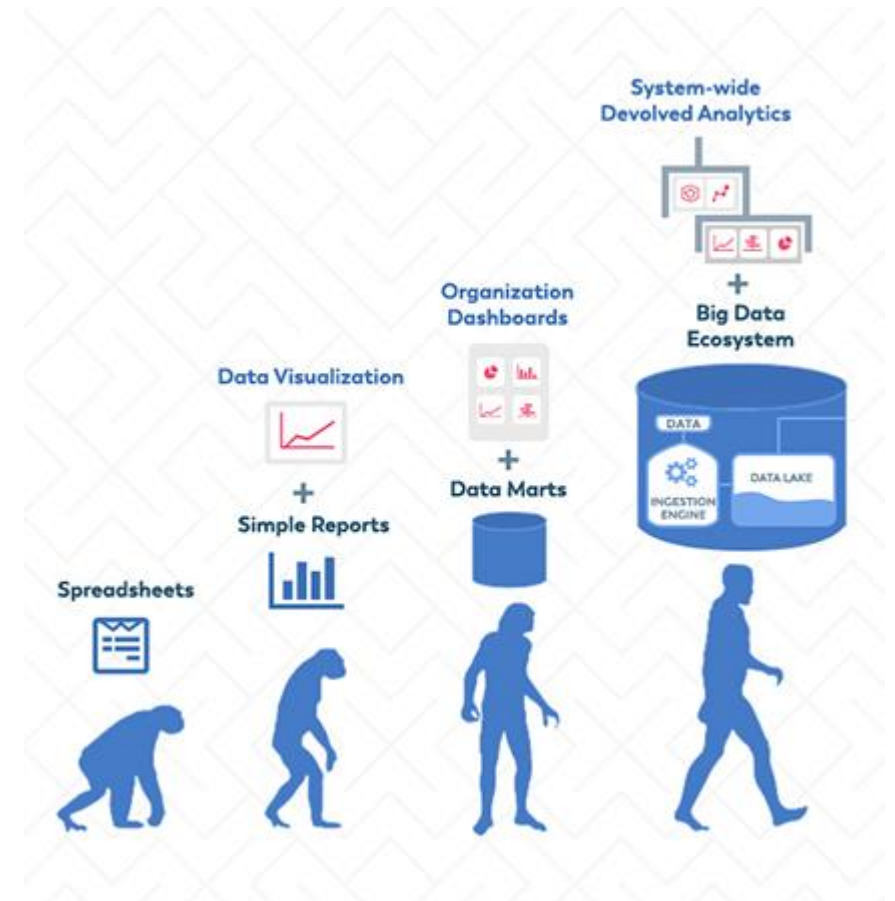 System-wide
Devolved Analytics
+
Big Data
Ecosystem
DATA
INGESTION
ENGINE
DATA LAKE
Organization
Dashboards
+
Data Marts
Data Visualization
+
Simple Reports
Spreadsheets